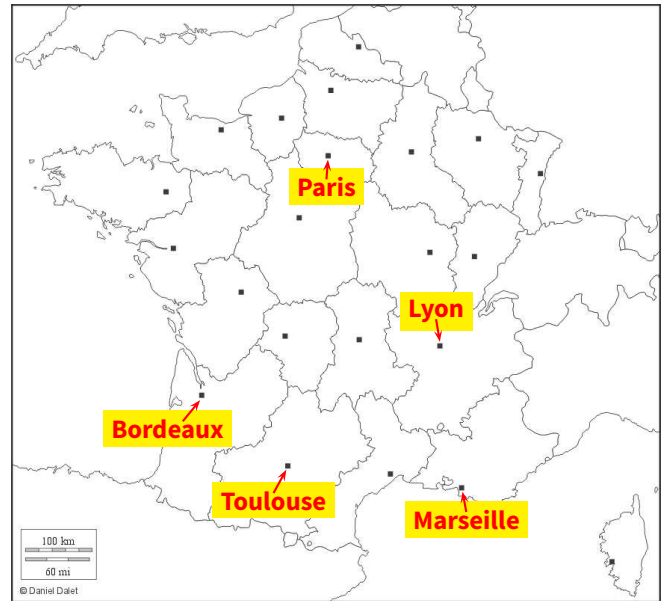 Paris
Lyon
Bordeaux
Toulouse
Marseille
100 km
60 mi
© Daniel Dalet